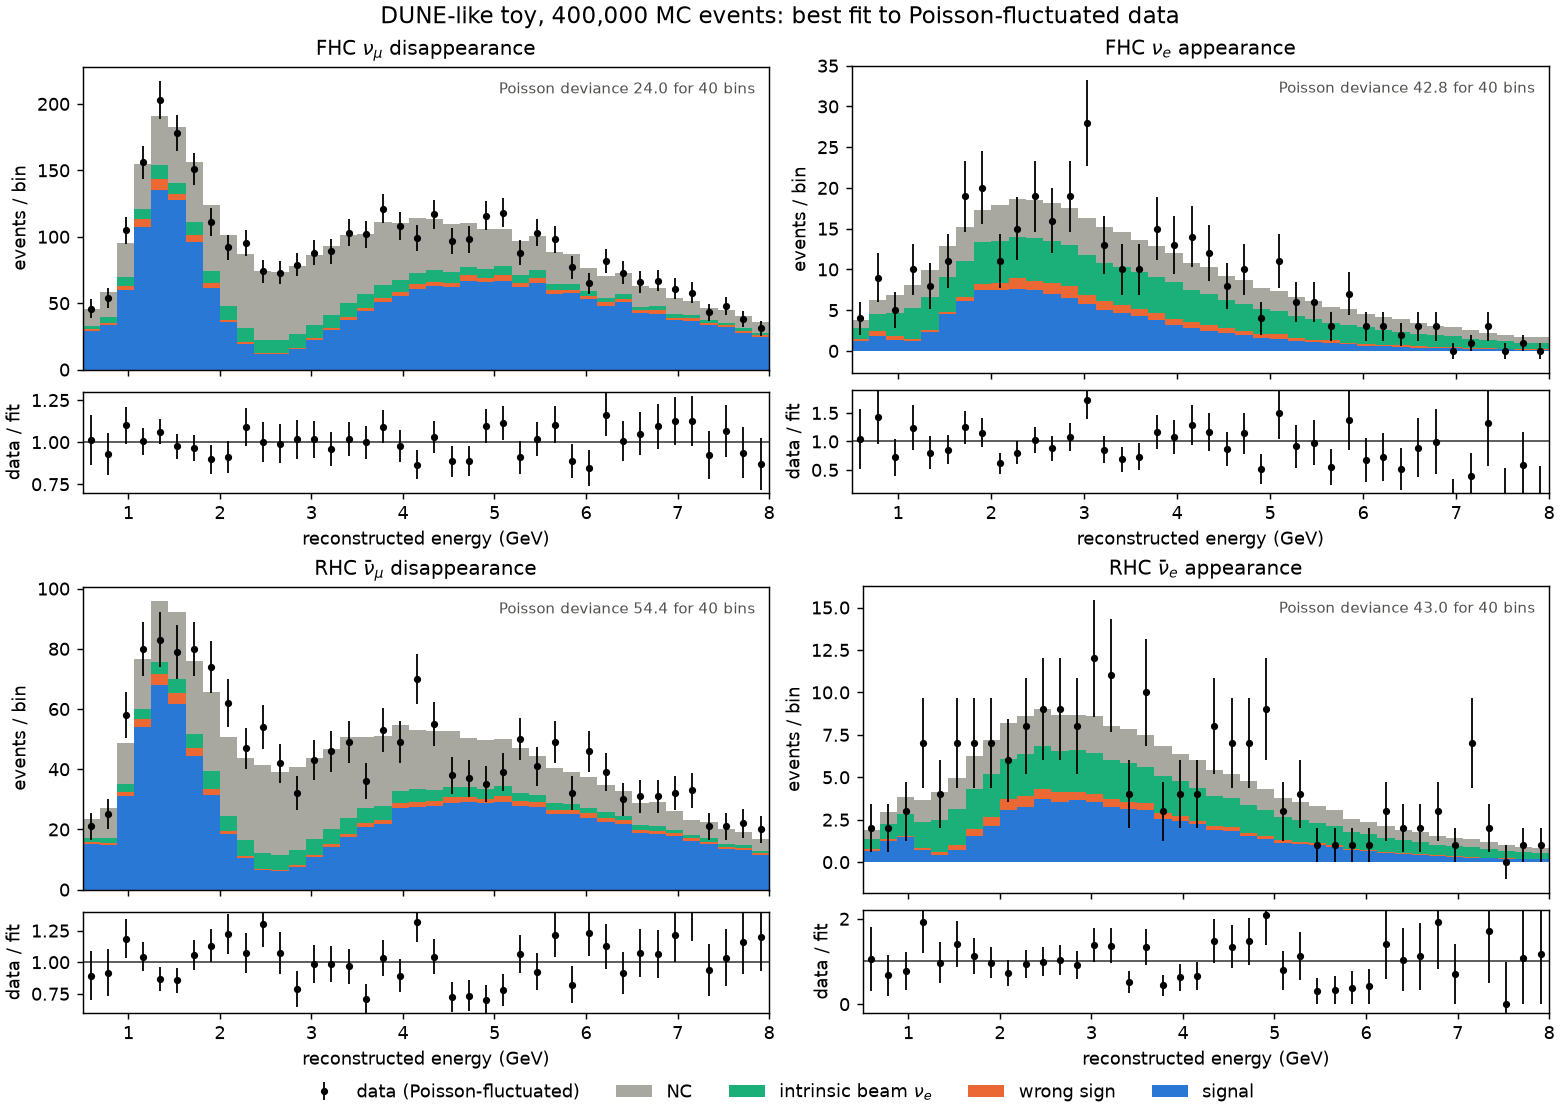 DUNE-like toy, 400,000 MC events: best fit to Poisson-fluctuated data
FHC νμ disappearance
Poisson deviance 24.0 for 40 bins
events / bin
200
150
100
50
0
data / fit
1.25
1.00
0.75
1 2 3 4 5 6 7 8
reconstructed energy (GeV)
FHC νe appearance
Poisson deviance 42.8 for 40 bins
events / bin
35
30
25
20
15
10
5
0
data / fit
1.5
1.0
0.5
1 2 3 4 5 6 7 8
reconstructed energy (GeV)
RHC ν̄μ disappearance
Poisson deviance 54.4 for 40 bins
events / bin
100
80
60
40
20
0
data / fit
1.25
1.00
0.75
1 2 3 4 5 6 7 8
reconstructed energy (GeV)
RHC ν̄e appearance
Poisson deviance 43.0 for 40 bins
events / bin
15.0
12.5
10.0
7.5
5.0
2.5
0.0
data / fit
2
1
0
1 2 3 4 5 6 7 8
reconstructed energy (GeV)
data (Poisson-fluctuated) NC intrinsic beam νe wrong sign signal